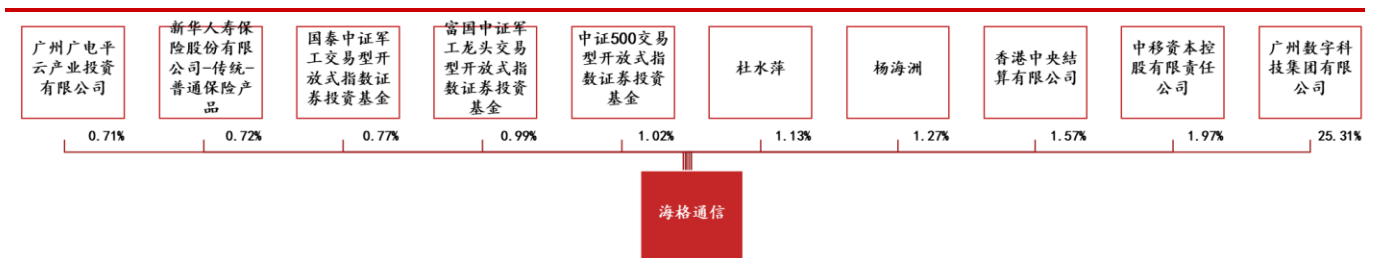 广州广电平
云产业投资
有限公司
新华人寿保
险股份有限
公司-传统-
普通保险产
品
国泰中证军
工交易型开
放式指数证
券投资基金
富国中证军
工龙头交易
型开放式指
数证券投资
基金
中证500交易
型开放式指
数证券投资
基金
杜水萍
杨海洲
香港中央结
算有限公司
中移资本控
股有限责任
公司
广州数字科
技集团有限
公司
0.71%
0.72%
0.77%
0.99%
1.02%
1.13%
1.27%
1.57%
1.97%
25.31%
海格通信